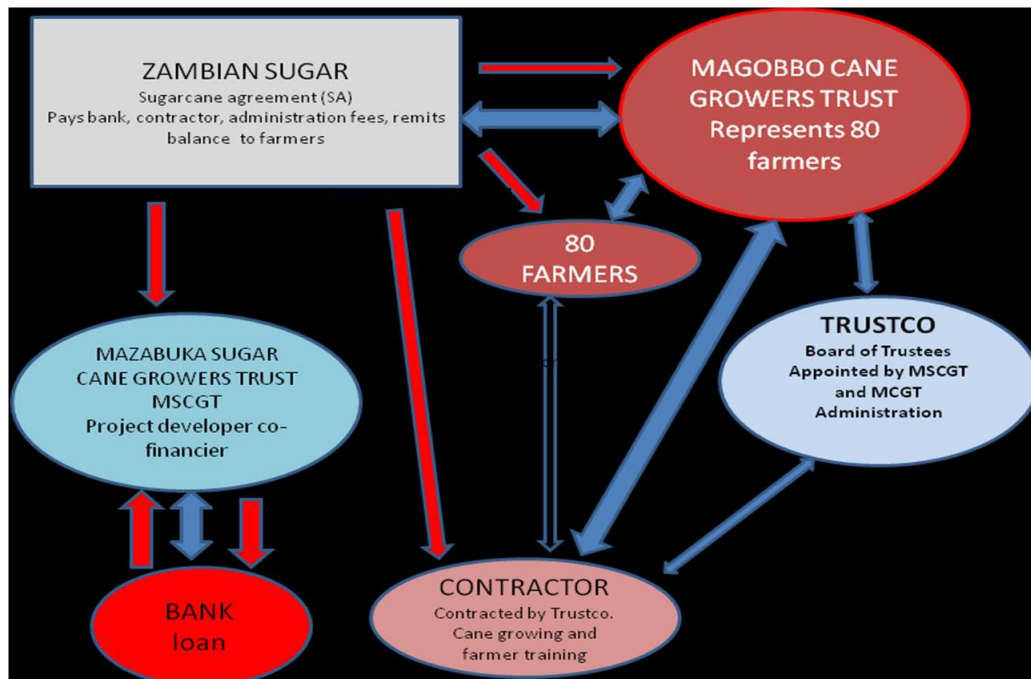 ZAMBIAN SUGAR
Sugarcane agreement (SA)
Pays bank, contractor, administration fees, remits
balance to farmers
MAGOBBO CANE
GROWERS TRUST
Represents 80
farmers
80
FARMERS
MAZABUKA SUGAR
CANE GROWERS TRUST
MSCGT
Project developer co-
financier
TRUSTCO
Board of Trustees
Appointed by MSCGT
and MCGT
Administration
BANK
loan
CONTRACTOR
Contracted by Trustco.
Cane growing and
farmer training